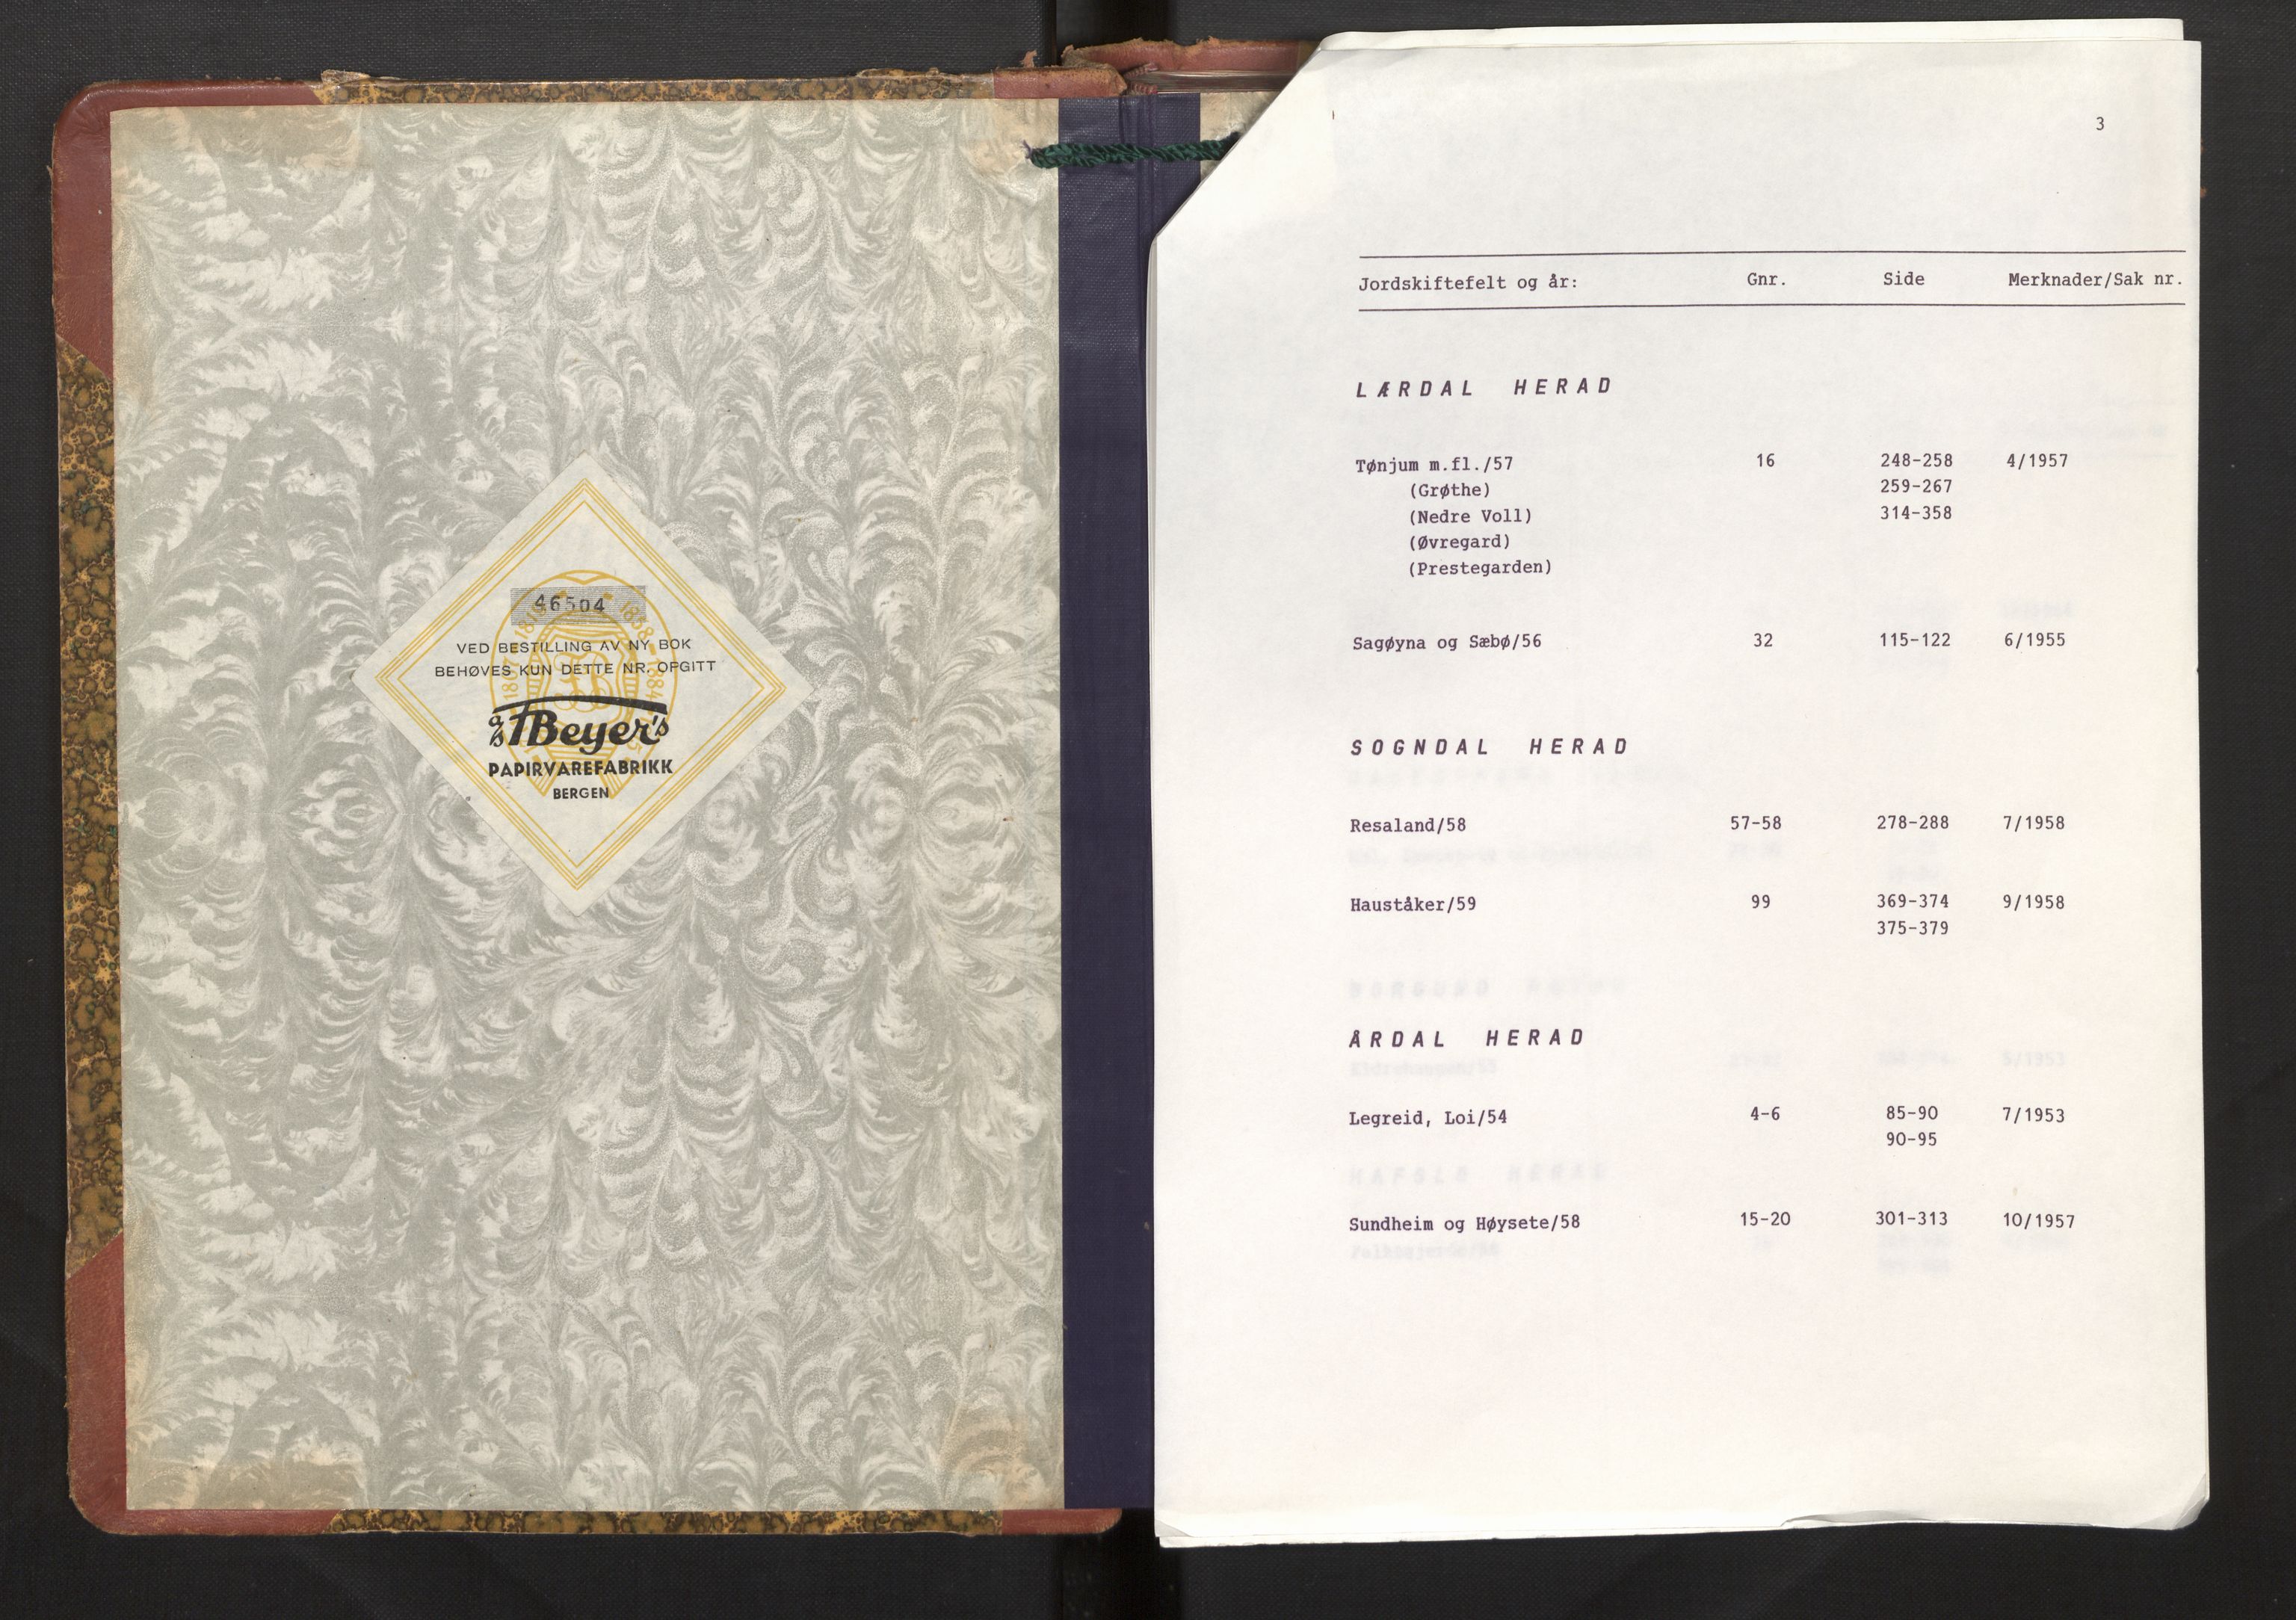 46504
VED BESTILLING AV NY BOK
BEHØVES KUN DETTE NR. OPGITT
A/S F Beyer's
PAPIRVAREFABRIKK
BERGEN
3
Jordskiftefelt og år: Gnr. Side Merknader/Sak nr.
LÆRDAL HERAD
Tønjum m.fl./57 16 248-258 4/1957
(Grøthe) 259-267
(Nedre Voll) 314-358
(Øvregard)
(Prestegarden)
Sagøyna og Sæbø/56 32 115-122 6/1955
SOGNDAL HERAD
Resaland/58 57-58 278-288 7/1958
Hauståker/59 99 369-374 9/1958
375-379
ÅRDAL HERAD
Legreid, Loi/54 4-6 85-90 7/1953
90-95
Sundheim og Høysete/58 15-20 301-313 10/1957